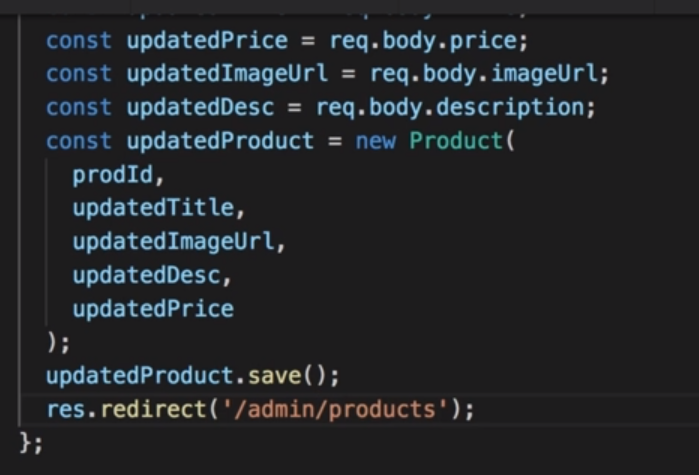 const updatedPrice = req.body.price;
const updatedImageUrl = req.body.imageUrl;
const updatedDesc = req.body.description;
const updatedProduct = new Product(
prodId,
updatedTitle,
updatedImageUrl,
updatedDesc,
updatedPrice
);
updatedProduct.save();
res.redirect('/admin/products');
};